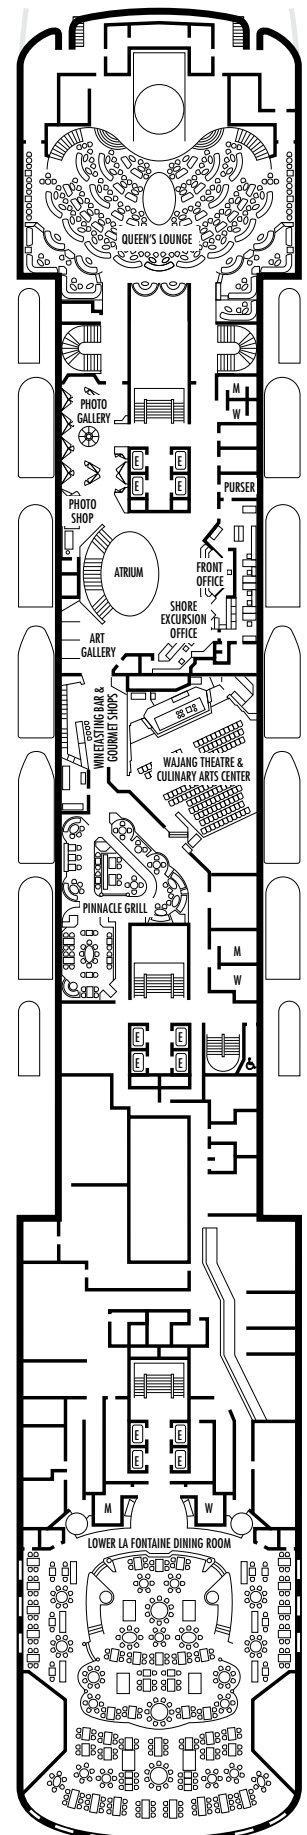 QUEEN'S LOUNGE
M
W
PHOTO
GALLERY
E
E
E
E
PURSER
PHOTO
SHOP
ATRIUM
FRONT
OFFICE
SHORE
EXCURSION
OFFICE
ART
GALLERY
WINETASTING BAR &
GOURMET SHOPS
WAJANG THEATRE &
CULINARY ARTS CENTER
PINNACLE GRILL
M
W
E
E
E
E
E
E
E
E
M
W
LOWER LA FONTAINE DINING ROOM